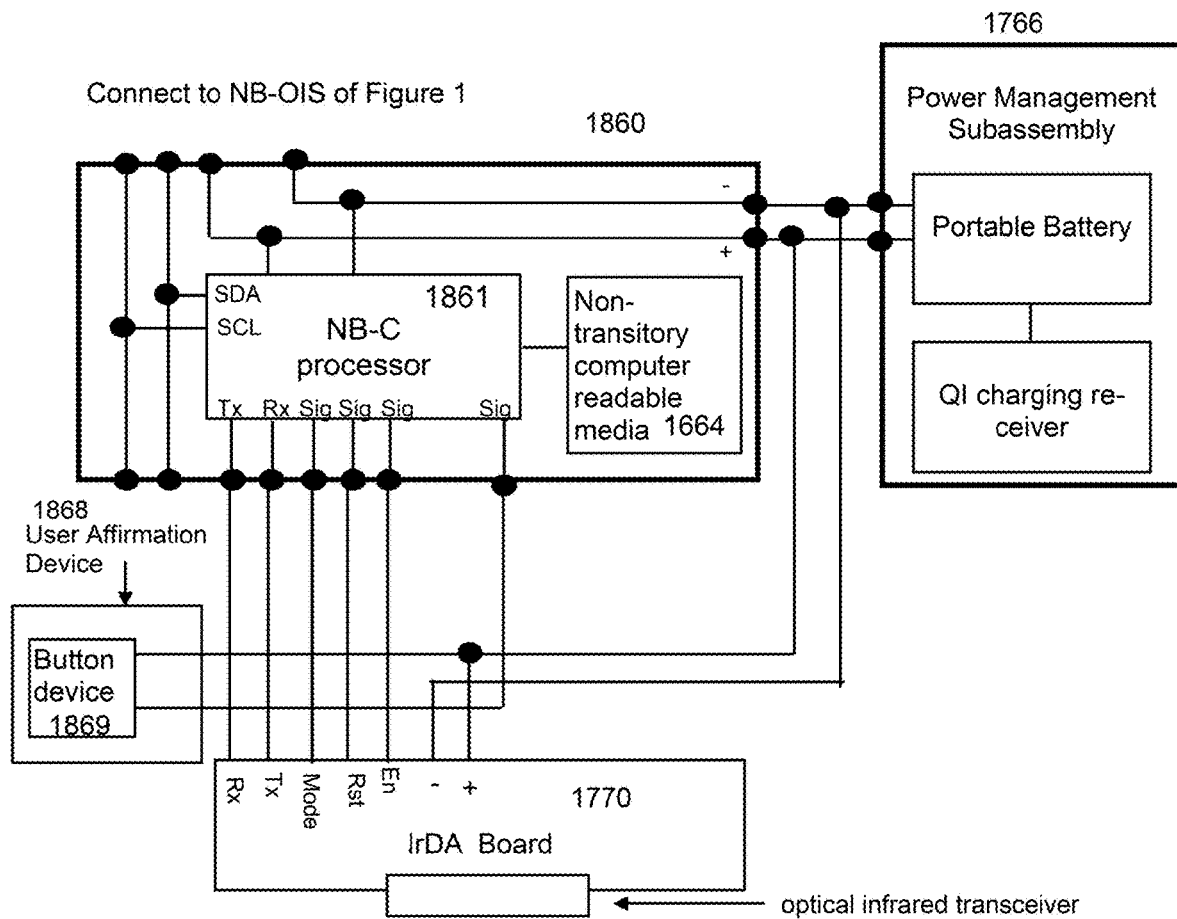 1766
Connect to NB-OIS of Figure 1
1860
Power Management
Subassembly
Portable Battery
QI charging re-
ceiver
-
+
SDA
SCL
1861
NB-C
processor
Tx Rx Sig Sig Sig Sig
Non-
transitory
computer
readable
media 1664
1868
User Affirmation
Device
Button
device
1869
Rx Tx Mode Rst En - +
1770
IrDA Board
optical infrared transceiver